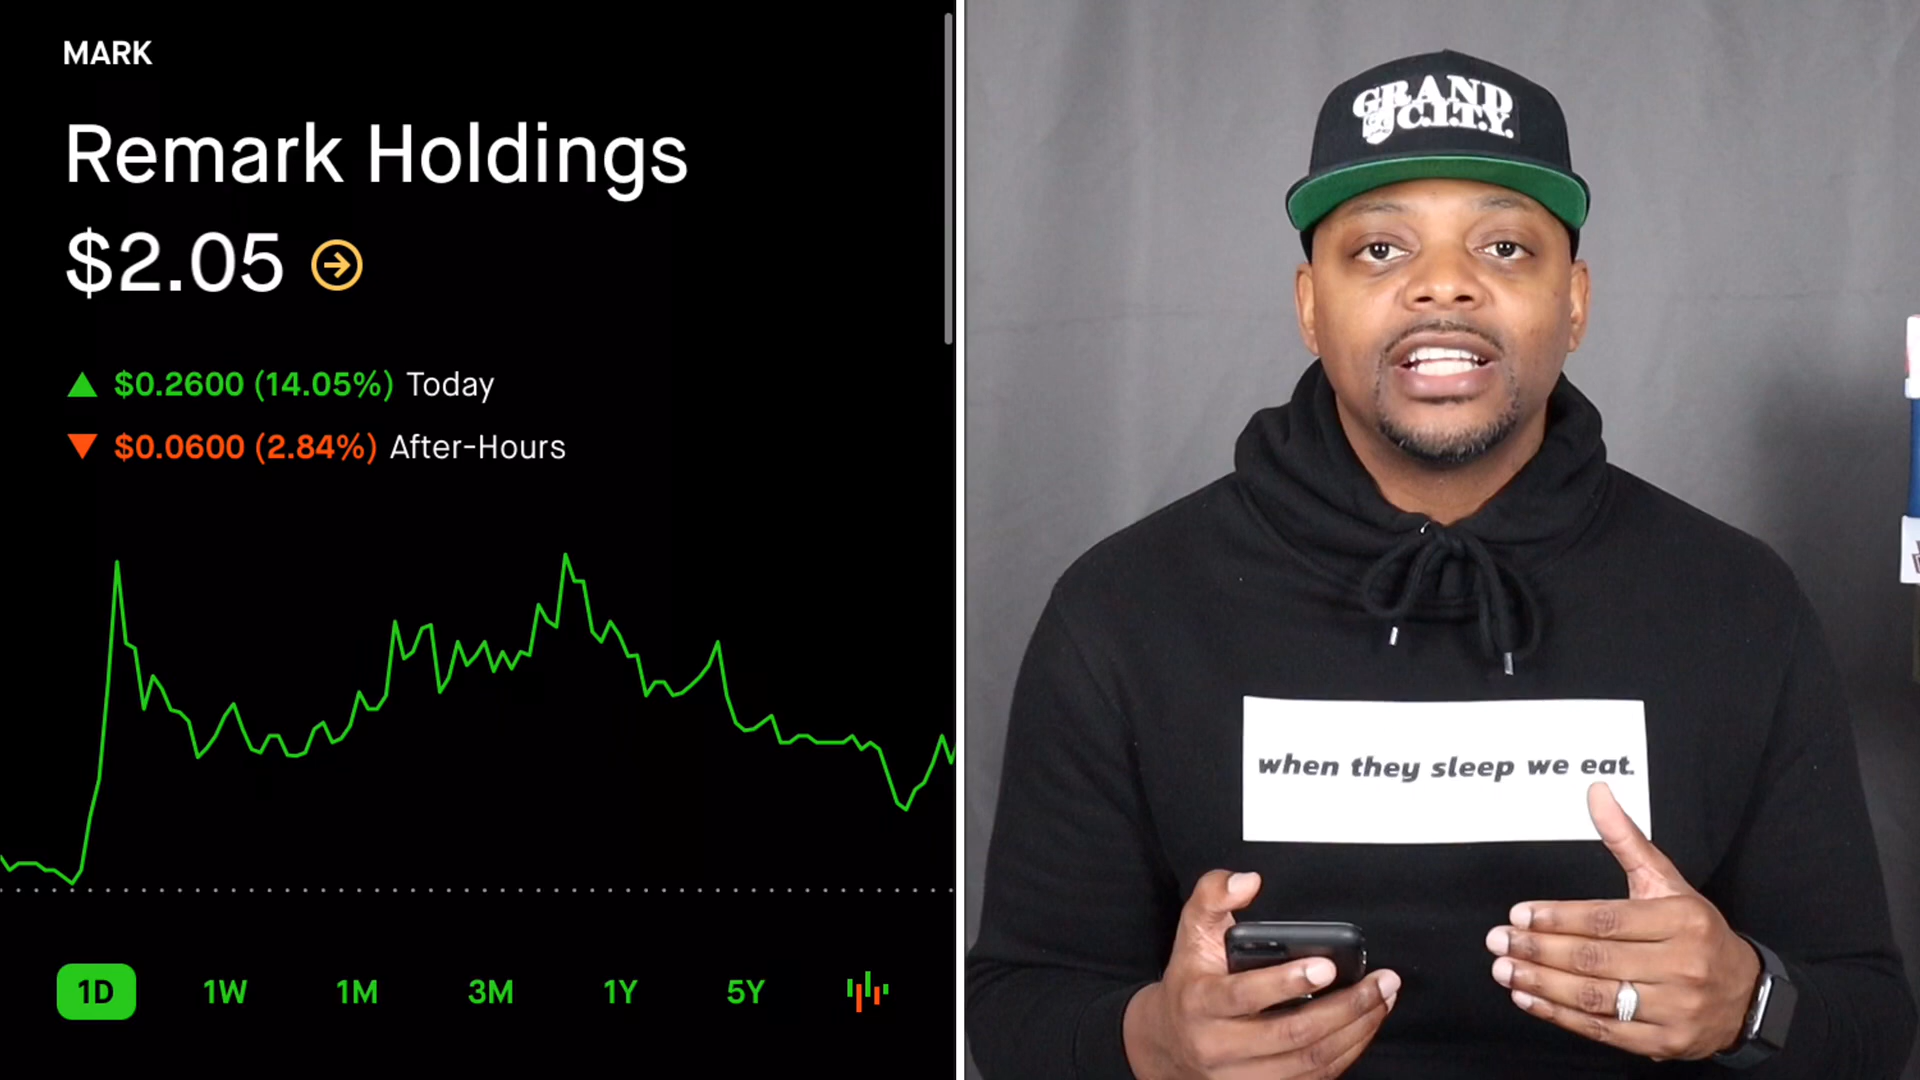 MARK
Remark Holdings
$2.05
$0.2600 (14.05%) Today
$0.0600 (2.84%) After-Hours
1D 1W 1M 3M 1Y 5Y
GRAND
C.I.T.Y.
when they sleep we eat.